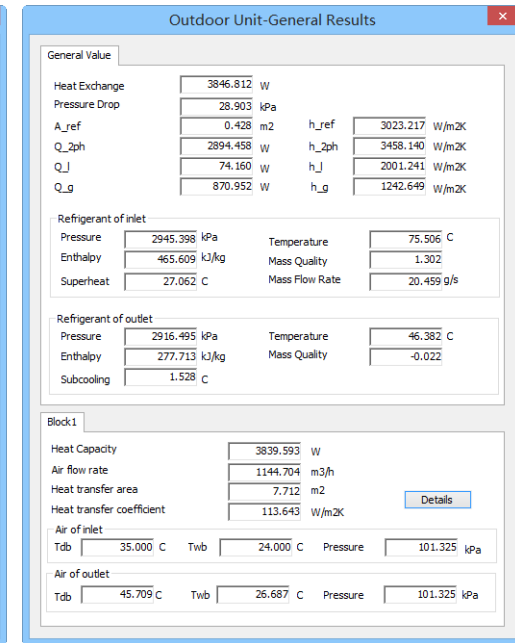 Outdoor Unit-General Results
General Value
Heat Exchange 3846.812 W
Pressure Drop 28.903 kPa
A_ref 0.428 m2 h_ref 3023.217 W/m2K
Q_2ph 2894.458 W h_2ph 3458.140 W/m2K
Q_l 74.160 W h_l 2001.241 W/m2K
Q_g 870.952 W h_g 1242.649 W/m2K
Refrigerant of inlet
Pressure 2945.398 kPa Temperature 75.506 C
Enthalpy 465.609 kJ/kg Mass Quality 1.302
Superheat 27.062 C Mass Flow Rate 20.459 g/s
Refrigerant of outlet
Pressure 2916.495 kPa Temperature 46.382 C
Enthalpy 277.713 kJ/kg Mass Quality -0.022
Subcooling 1.528 C
Block1
Heat Capacity 3839.593 W
Air flow rate 1144.704 m3/h
Heat transfer area 7.712 m2 Details
Heat transfer coefficient 113.643 W/m2K
Air of inlet
Tdb 35.000 C Twb 24.000 C Pressure 101.325 kPa
Air of outlet
Tdb 45.709 C Twb 26.687 C Pressure 101.325 kPa